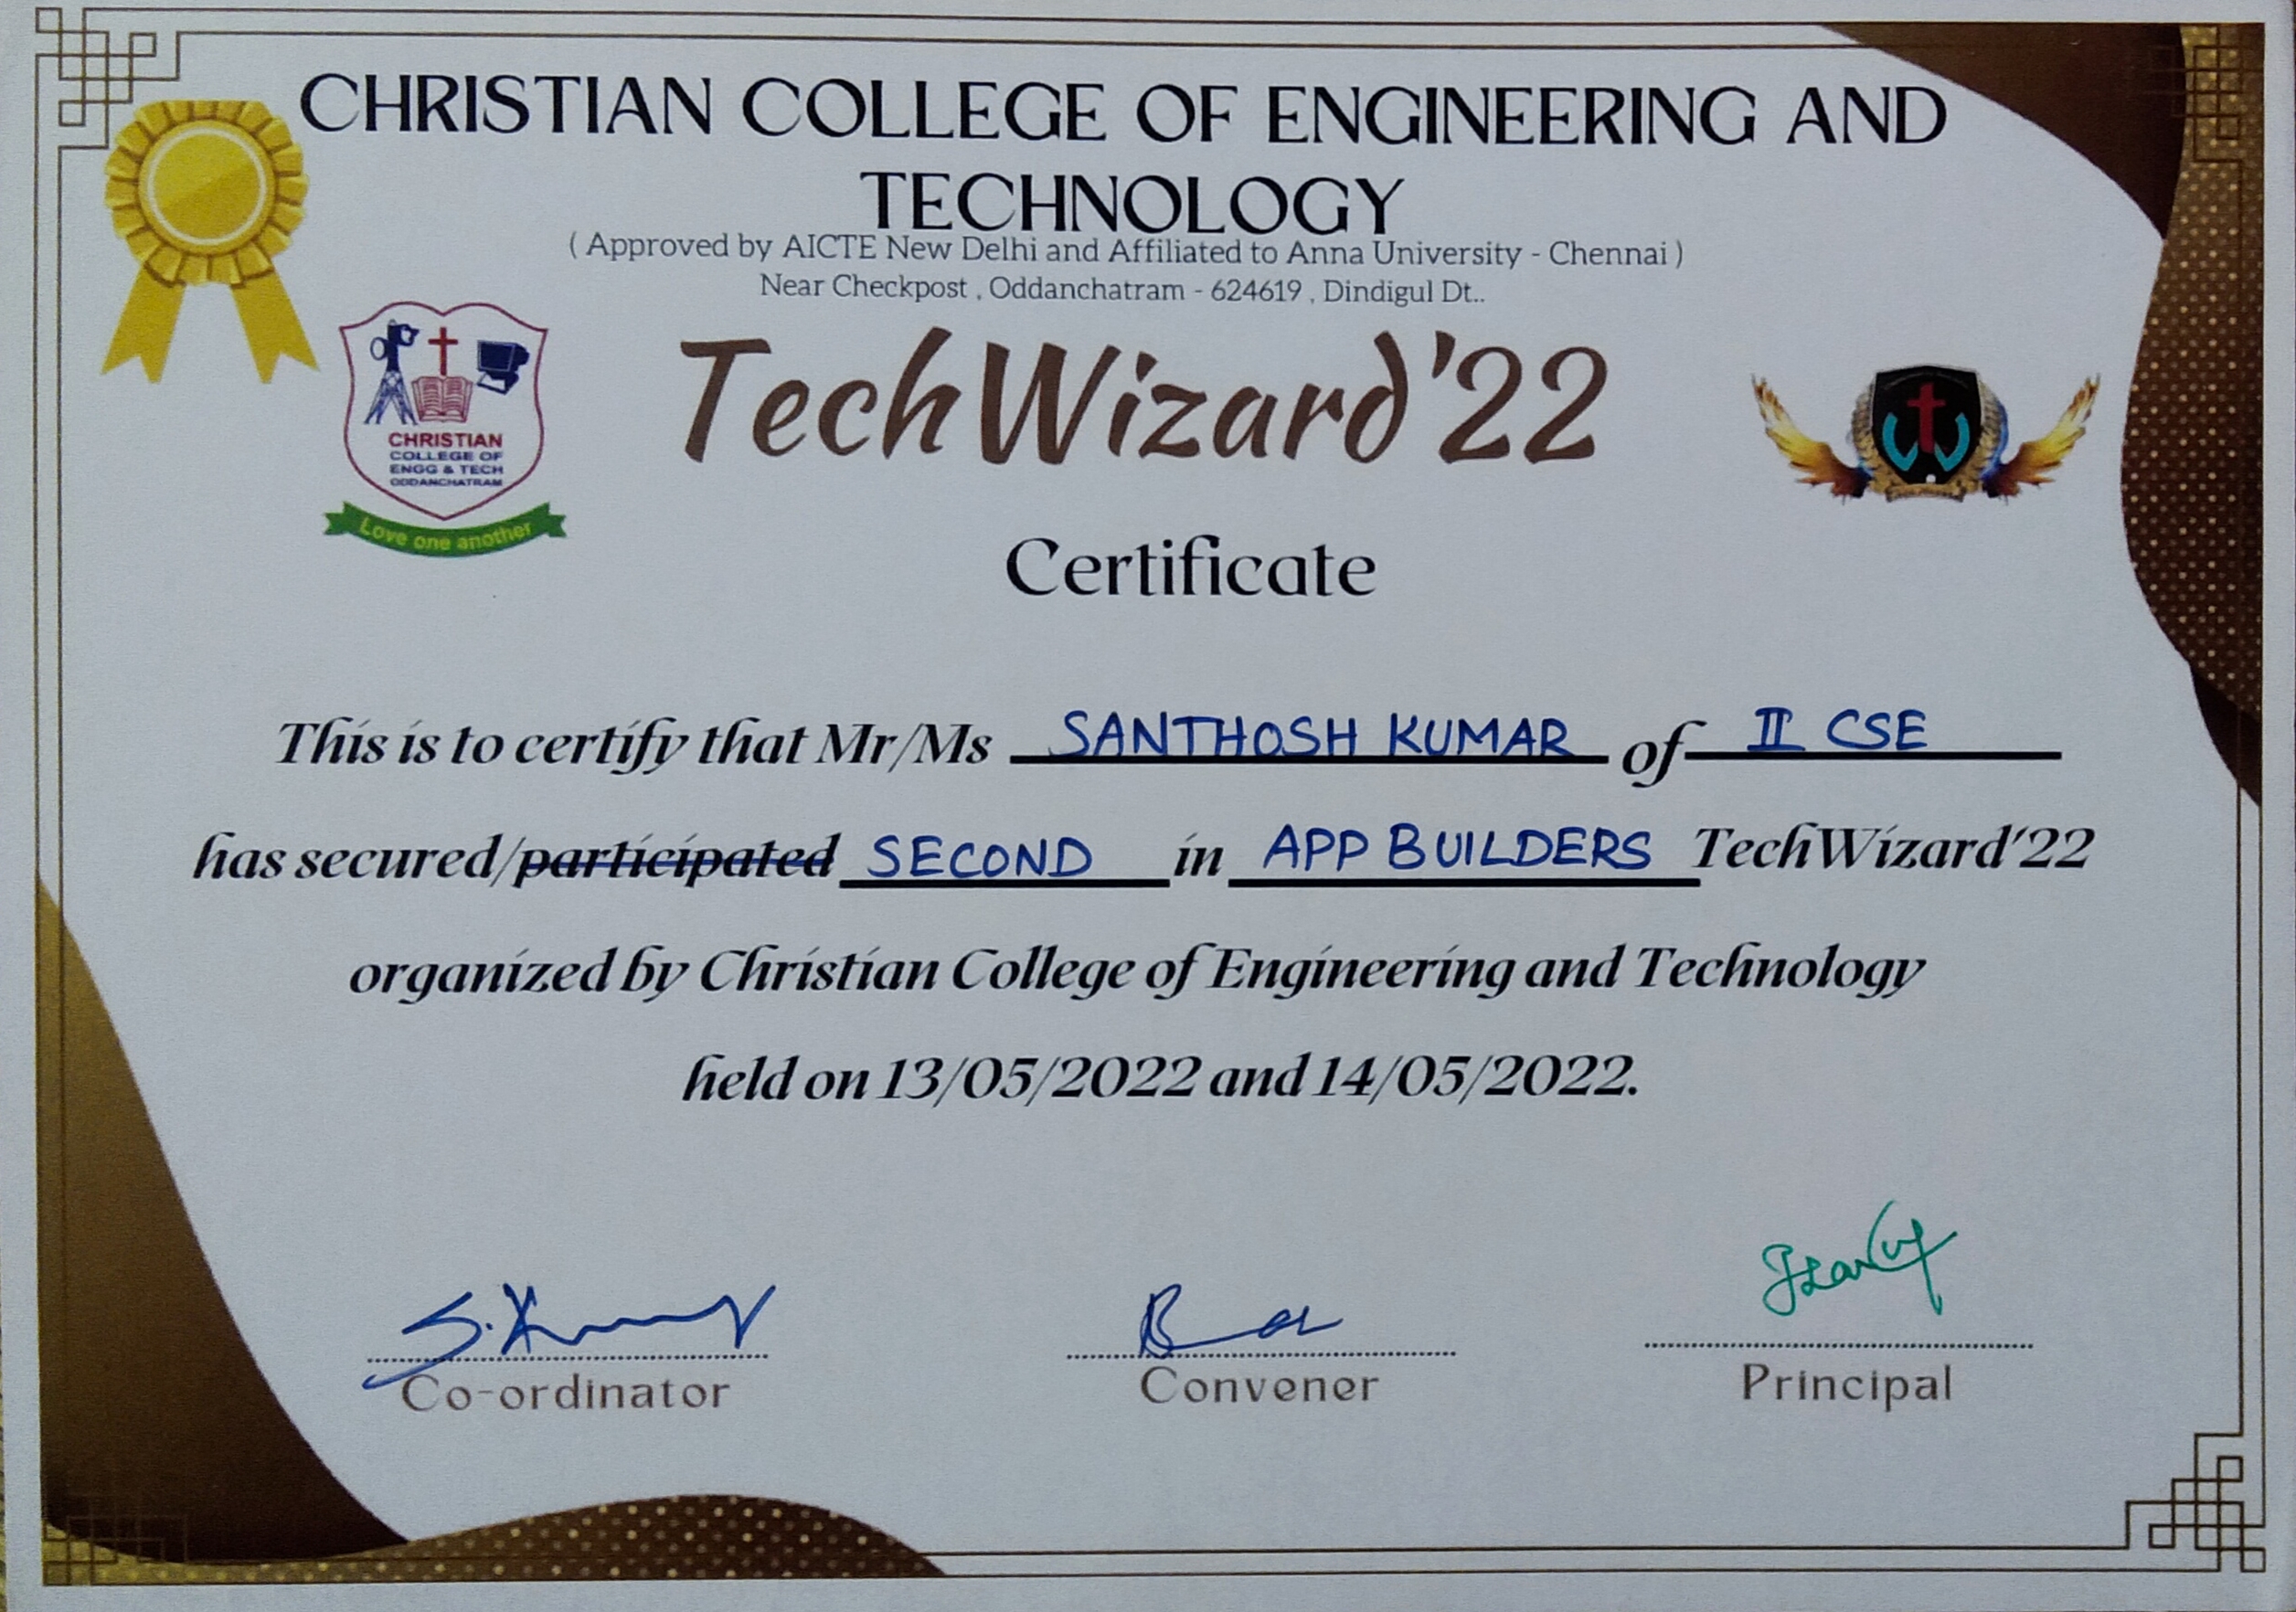 CHRISTIAN COLLEGE OF ENGINEERING AND
TECHNOLOGY
( Approved by AICTE New Delhi and Affiliated to Anna University - Chennai )
Near Checkpost , Oddanchatram - 624619 , Dindigul Dt..
CHRISTIAN
COLLEGE OF
ENGG & TECH
ODDANCHATRAM
Love one another
TechWizard'22
Certificate
This is to certify that Mr/Ms SANTHOSH KUMAR of II CSE
has secured/participated SECOND in APP BUILDERS TechWizard'22
organized by Christian College of Engineering and Technology
held on 13/05/2022 and 14/05/2022.
Co-ordinator
Convener
Principal